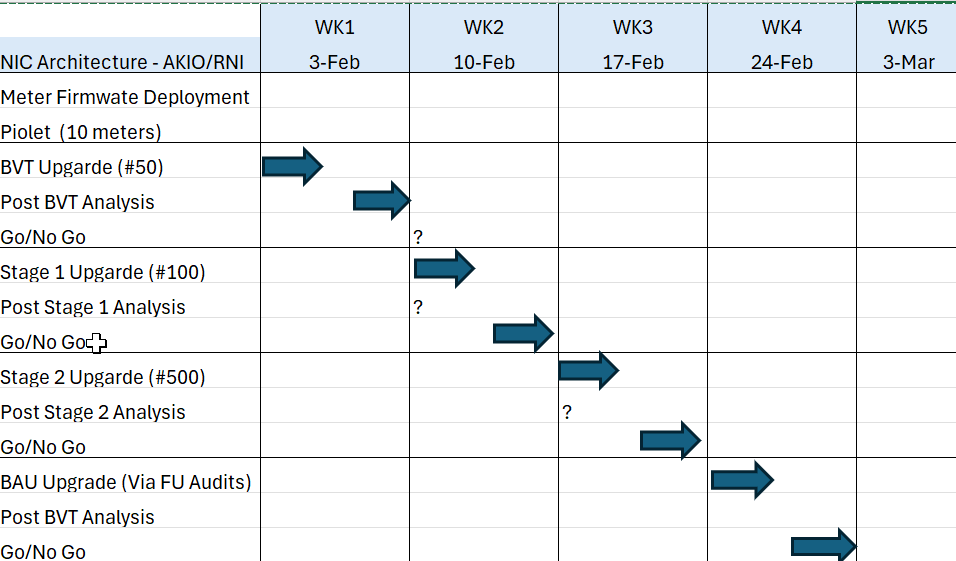 WK1 WK2 WK3 WK4 WK5
NIC Architecture - AKIO/RNI 3-Feb 10-Feb 17-Feb 24-Feb 3-Mar
Meter Firmwate Deployment
Piolet (10 meters)
BVT Upgarde (#50)
Post BVT Analysis
Go/No Go ?
Stage 1 Upgarde (#100)
Post Stage 1 Analysis ?
Go/No Go
Stage 2 Upgarde (#500)
Post Stage 2 Analysis ?
Go/No Go
BAU Upgrade (Via FU Audits)
Post BVT Analysis
Go/No Go